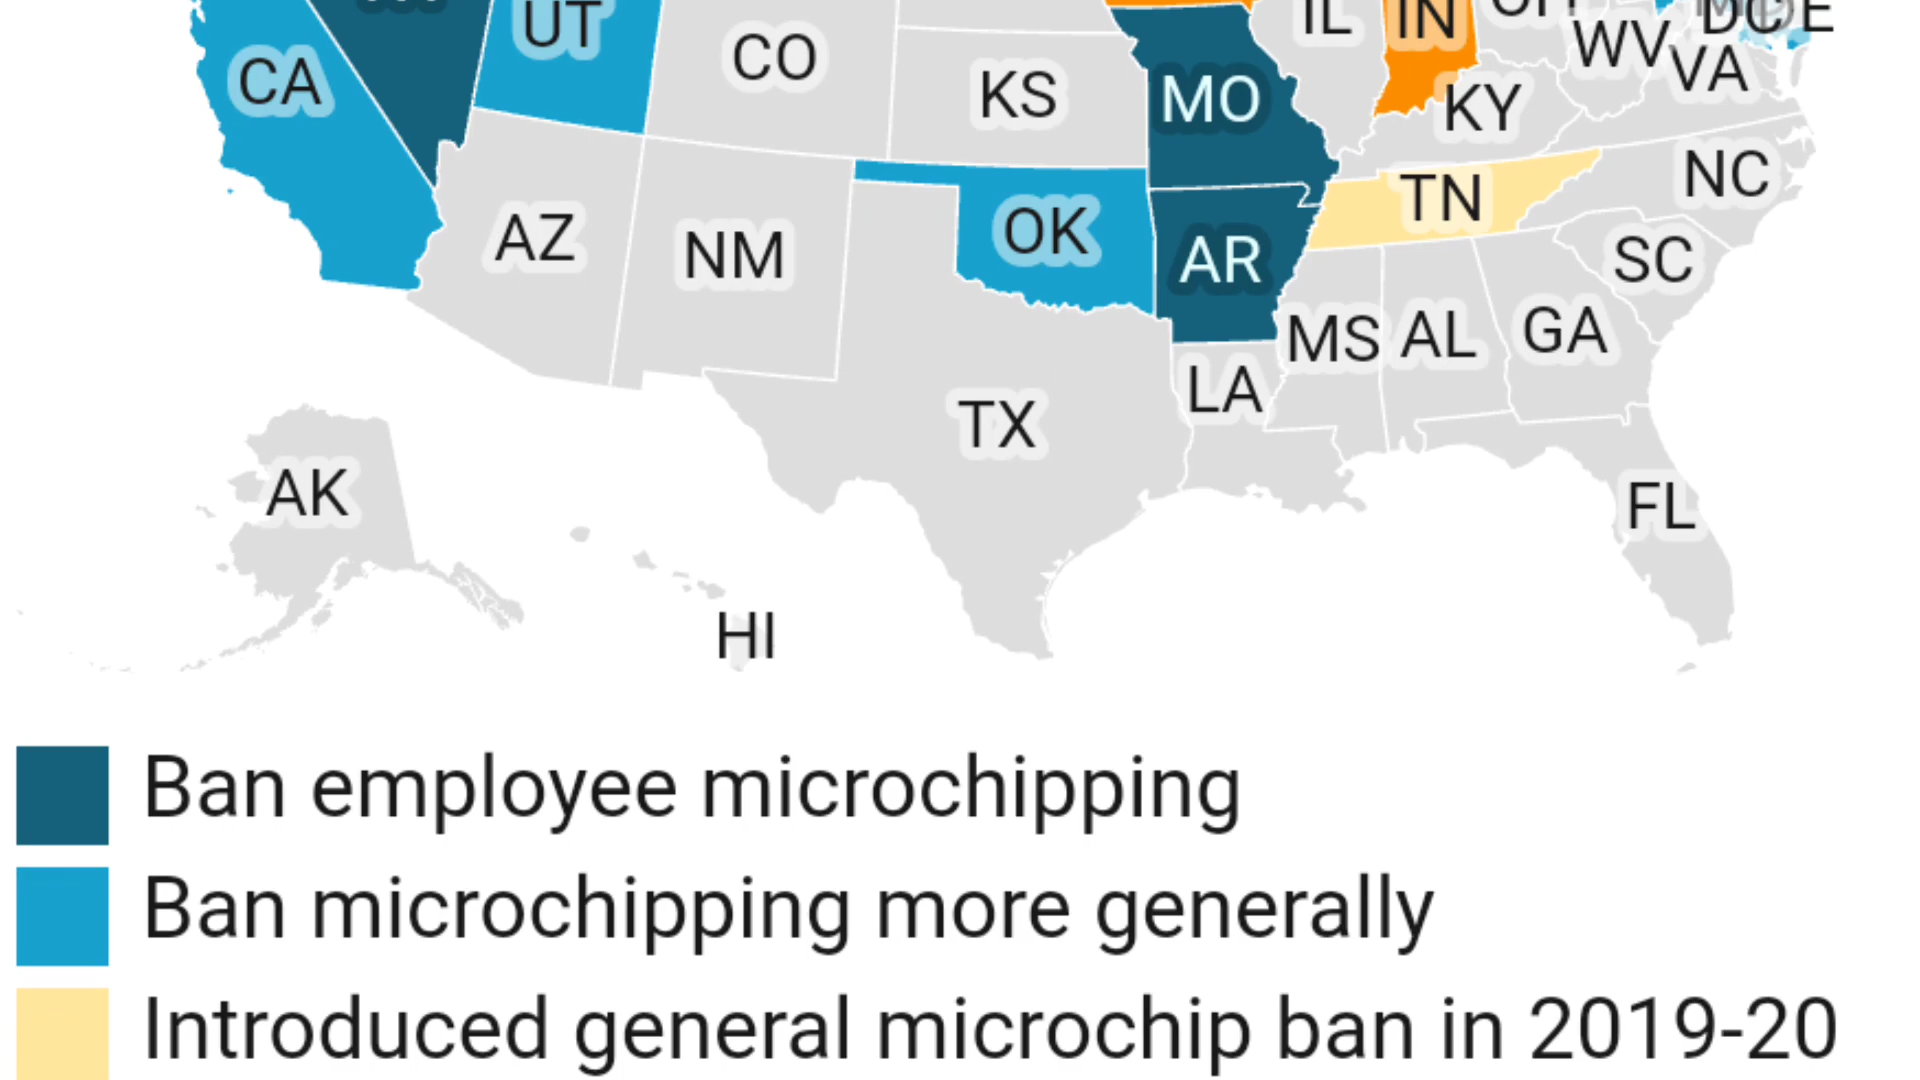 UT
IL
IN
DC
E
CA
CO
KS
MO
WV
VA
KY
AZ
NM
OK
AR
TN
NC
SC
MS
AL
GA
LA
TX
AK
FL
HI
Ban employee microchipping
Ban microchipping more generally
Introduced general microchip ban in 2019-20